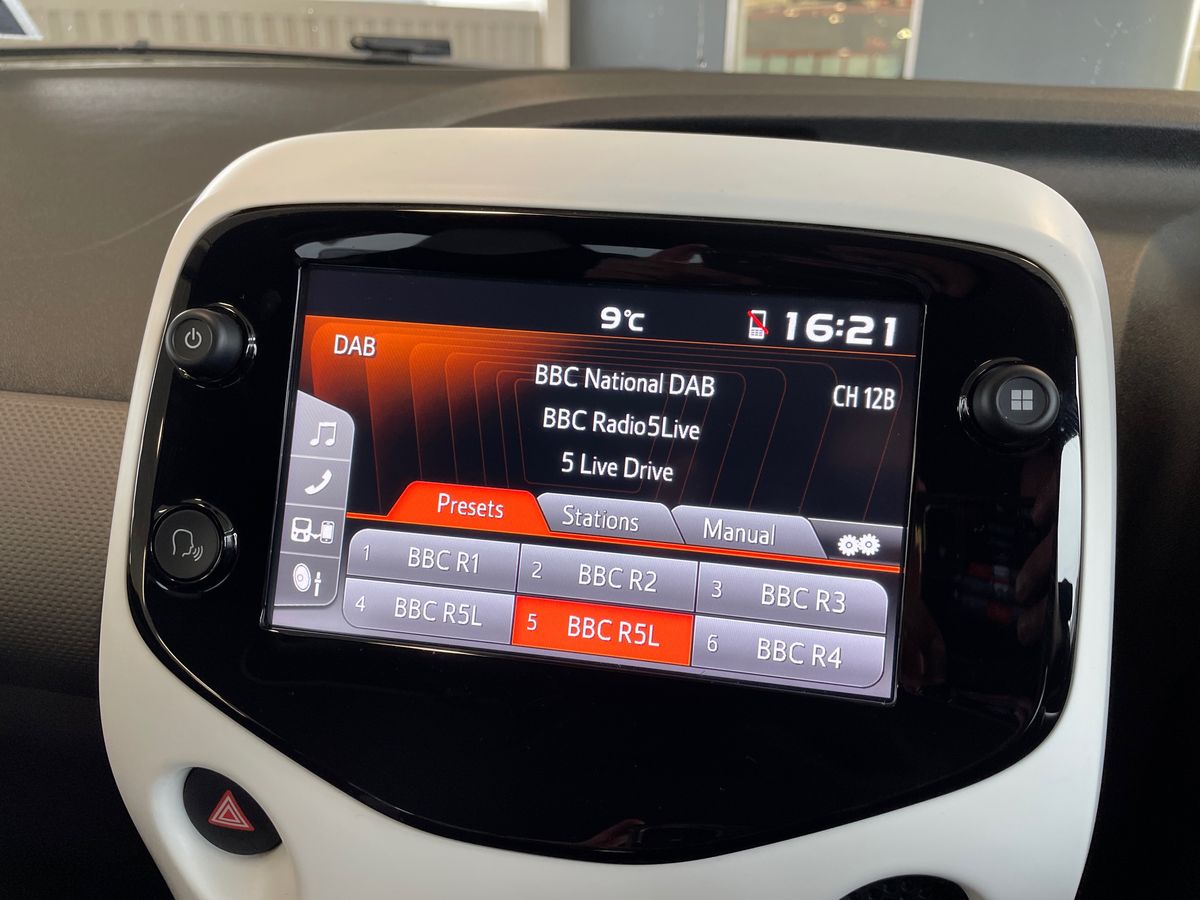 9°C 16:21
DAB
BBC National DAB
CH 12B
BBC Radio5Live
5 Live Drive
Presets Stations Manual
1 BBC R1 2 BBC R2 3 BBC R3
4 BBC R5L 5 BBC R5L 6 BBC R4